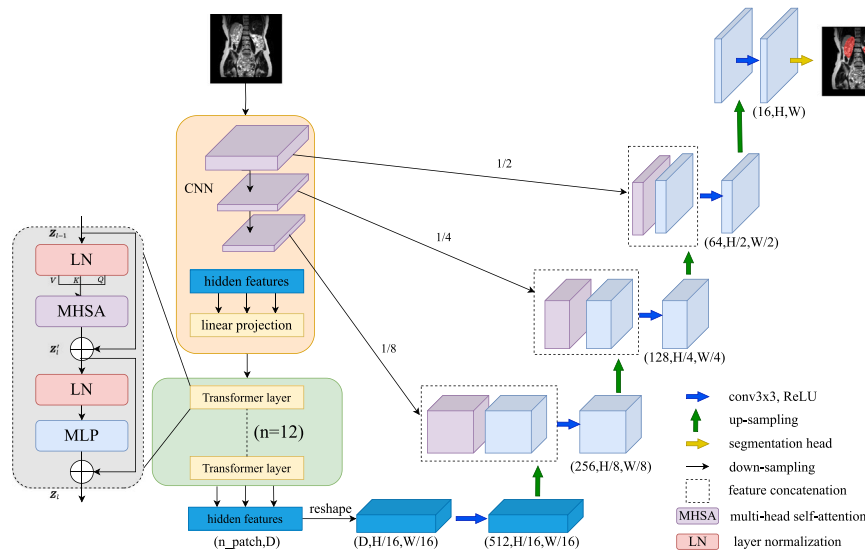 (16,H,W)
1/2
CNN
(64,H/2,W/2)
1/4
Z_{l-1}
LN
V K Q
hidden features
MHSA
linear projection
(128,H/4,W/4)
1/8
Z'_l
LN
Transformer layer
conv3x3, ReLU
up-sampling
MLP
(n=12)
segmentation head
(256,H/8,W/8)
Transformer layer
down-sampling
Z_l
feature concatenation
reshape
hidden features
MHSA multi-head self-attention
(n_patch,D)
(D,H/16,W/16)
(512,H/16,W/16)
LN layer normalization